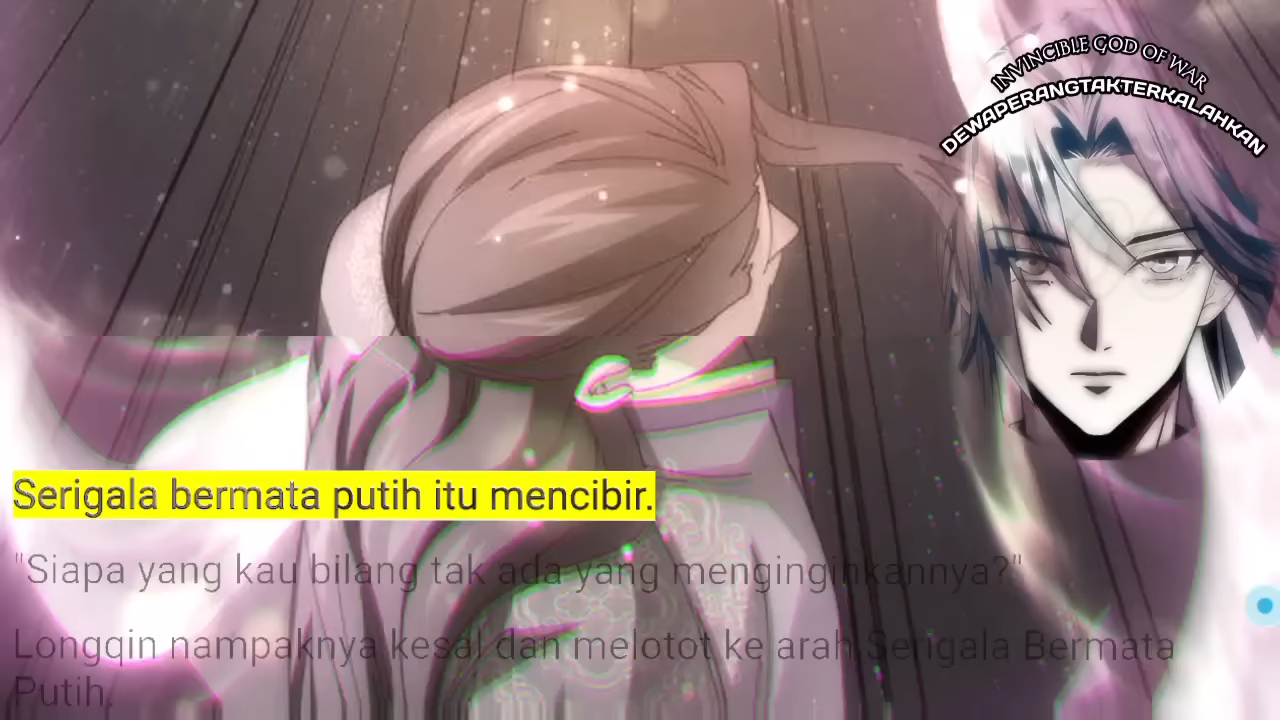 INVINCIBLE GOD OF WAR
DEWAPERANGTAKTERKALAHKAN
Serigala bermata putih itu mencibir.
"Siapa yang kau bilang tak ada yang menginginkannya?"
Longqin nampaknya kesal dan melotot ke arah Serigala Bermata
Putih.